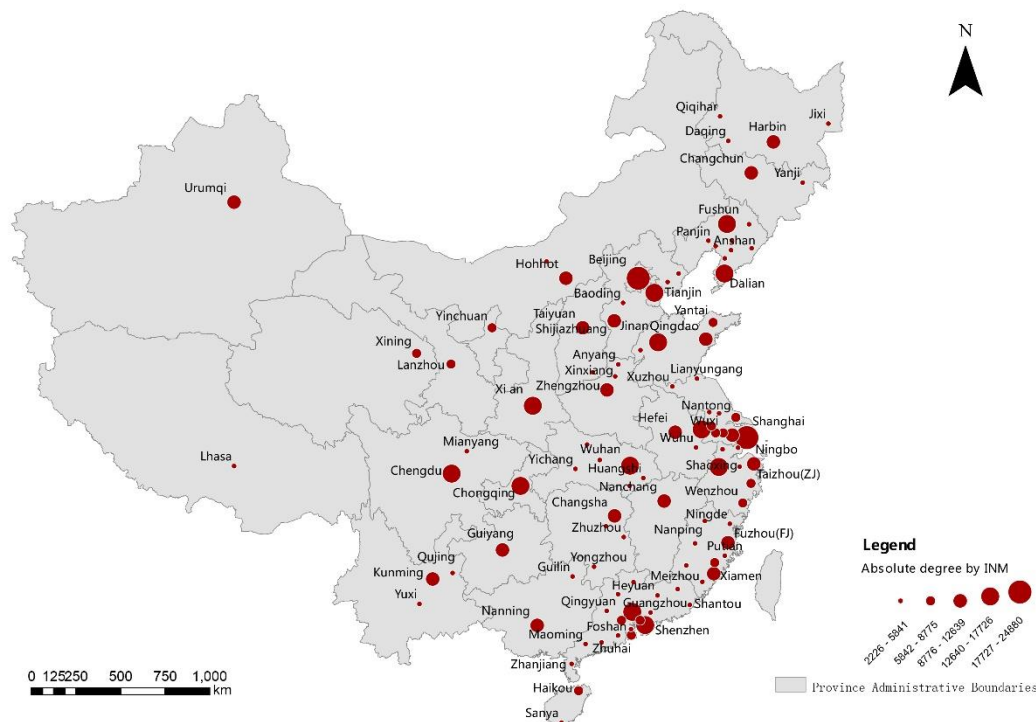 N
Qiqihar
Jixi
Daqing
Harbin
Changchun
Yanji
Urumqi
Fushun
Panjin
Anshan
Hohhot
Beijing
Dalian
Tianjin
Baoding
Yantai
Taiyuan
Yinchuan
Shijiazhuang
Jinan
Qingdao
Xining
Lanzhou
Anyang
Xinxiang
Lianyungang
Xuzhou
Zhengzhou
Xi an
Nantong
Hefei
Wuxi
Shanghai
Mianyang
Wuhan
Wuhu
Ningbo
Lhasa
Yichang
Chengdu
Huangshi
Shaoxing
Taizhou(ZJ)
Chongqing
Nanchang
Wenzhou
Changsha
Ningde
Zhuzhou
Nanping
Fuzhou(FJ)
Guiyang
Putian
Qujing
Yongzhou
Kunming
Guilin
Meizhou
Xiamen
Heyuan
Yuxi
Qingyuan
Guangzhou
Shantou
Nanning
Foshan
Shenzhen
Maoming
Zhuhai
Zhanjiang
Haikou
Sanya
Legend
Absolute degree by INM
2226 - 5841
5842 - 8775
8776 - 12639
12640 - 17726
17727 - 24880
Province Administrative Boundaries
0 125250 500 750 1,000
km